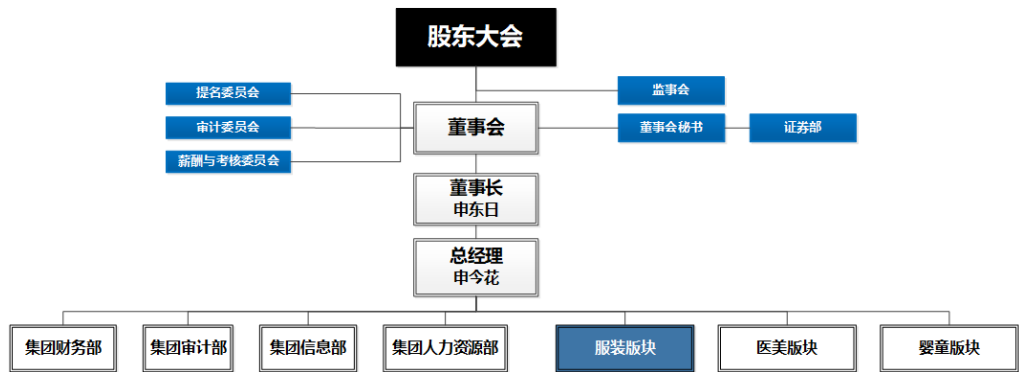 股东大会
提名委员会
监事会
审计委员会
董事会
董事会秘书
证券部
薪酬与考核委员会
董事长
申东日
总经理
申今花
集团财务部
集团审计部
集团信息部
集团人力资源部
服装版块
医美版块
婴童版块